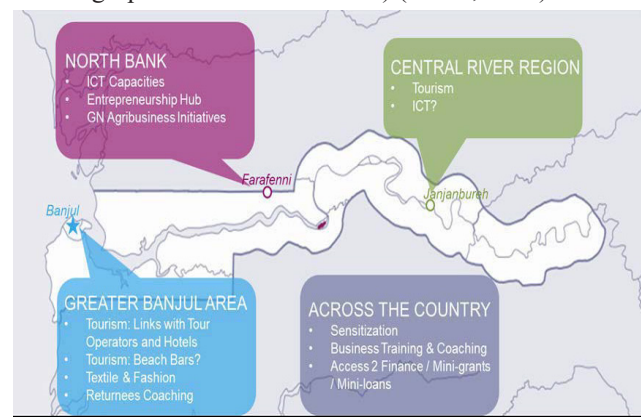 NORTH BANK
• ICT Capacities
• Entrepreneurship Hub
• GN Agribusiness Initiatives
CENTRAL RIVER REGION
• Tourism
• ICT?
Farafenni
Janjanbureh
Banjul
GREATER BANJUL AREA
• Tourism: Links with Tour
Operators and Hotels
• Tourism: Beach Bars?
• Textile & Fashion
• Returnees Coaching
ACROSS THE COUNTRY
• Sensitization
• Business Training & Coaching
• Access 2 Finance / Mini-grants
/ Mini-loans